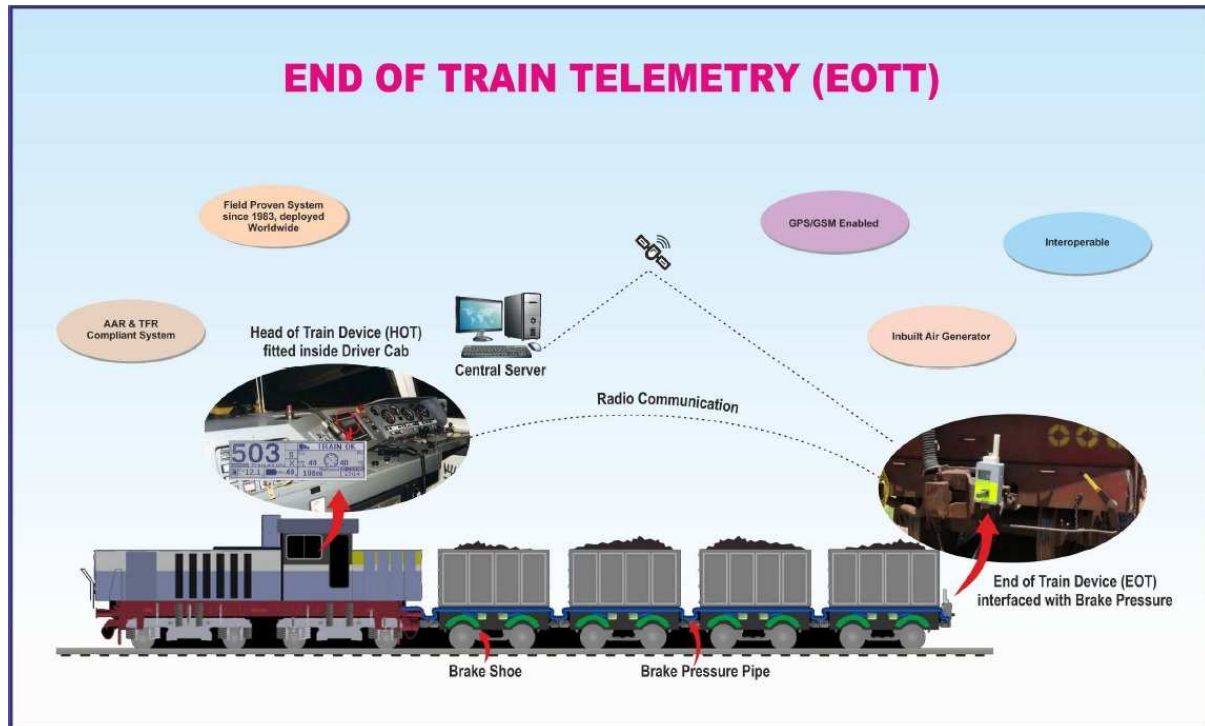 END OF TRAIN TELEMETRY (EOTT)
Field Proven System
since 1983, deployed
Worldwide
GPS/GSM Enabled
Interoperable
AAR & TFR
Compliant System
Inbuilt Air Generator
Head of Train Device (HOT)
fitted inside Driver Cab
Central Server
Radio Communication
503
TRAIN OK
12.1
End of Train Device (EOT)
interfaced with Brake Pressure
Brake Shoe
Brake Pressure Pipe